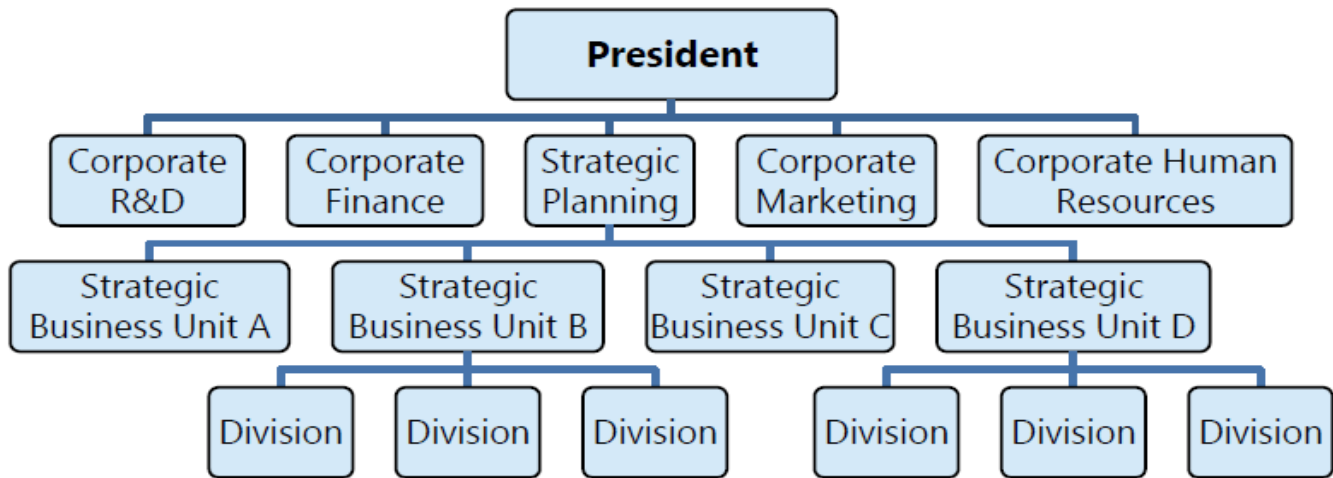 President
Corporate
R&D
Corporate
Finance
Strategic
Planning
Corporate
Marketing
Corporate Human
Resources
Strategic
Business Unit A
Strategic
Business Unit B
Strategic
Business Unit C
Strategic
Business Unit D
Division
Division
Division
Division
Division
Division